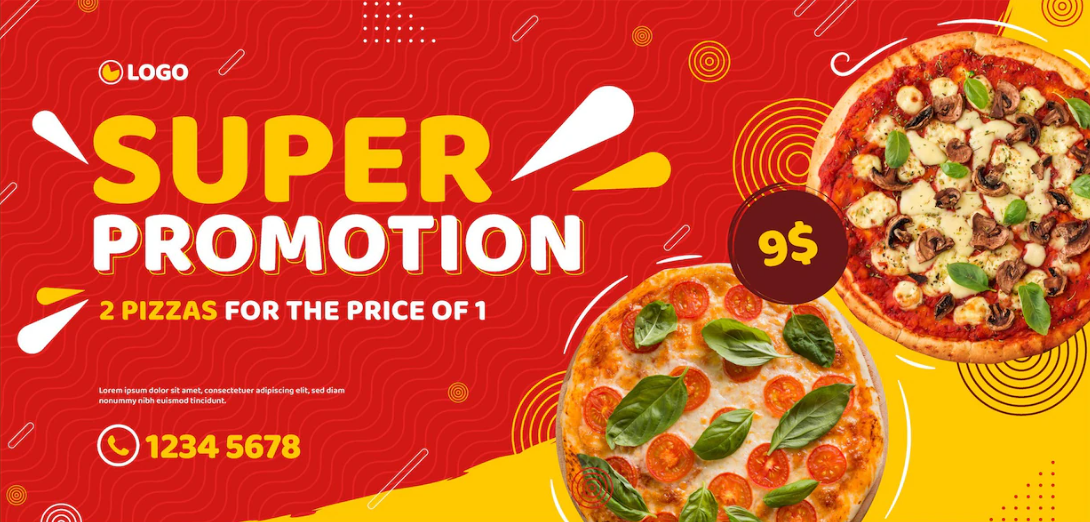 LOGO
SUPER
PROMOTION
2 PIZZAS FOR THE PRICE OF 1
9$
Lorem ipsum dolor sit amet, consectetuer adipiscing elit, sed diam
nonummy nibh euismod tincidunt.
1234 5678